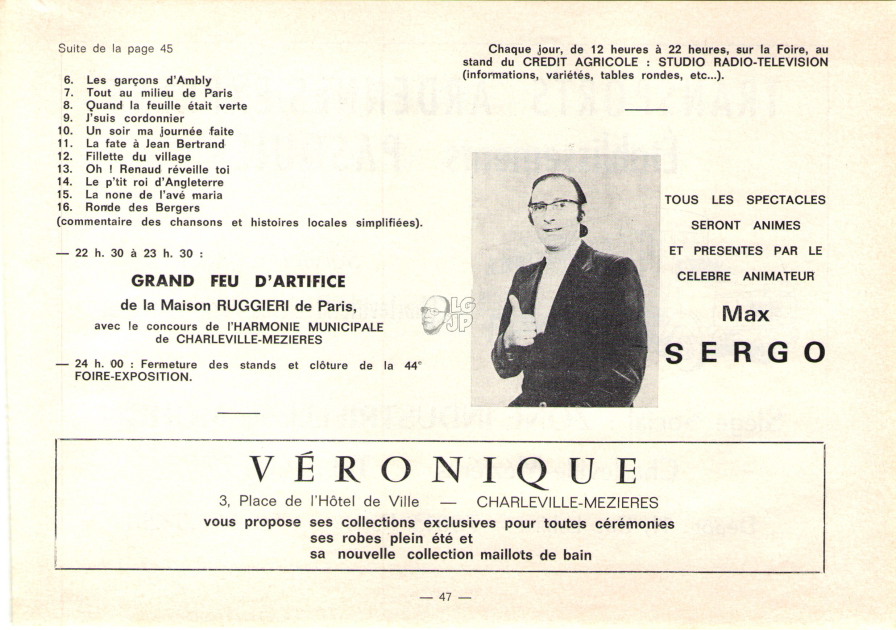 Suite de la page 45
6. Les garçons d'Ambly
7. Tout au milieu de Paris
8. Quand la feuille était verte
9. J'suis cordonnier
10. Un soir ma journée faite
11. La fate à Jean Bertrand
12. Fillette du village
13. Oh ! Renaud réveille toi
14. Le p'tit roi d'Angleterre
15. La none de l'avé maria
16. Ronde des Bergers
(commentaire des chansons et histoires locales simplifiées).
— 22 h. 30 à 23 h. 30 :
GRAND FEU D'ARTIFICE
de la Maison RUGGIERI de Paris,
avec le concours de l'HARMONIE MUNICIPALE
de CHARLEVILLE-MEZIERES
— 24 h. 00 : Fermeture des stands et clôture de la 44°
FOIRE-EXPOSITION.
Chaque jour, de 12 heures à 22 heures, sur la Foire, au
stand du CREDIT AGRICOLE : STUDIO RADIO-TELEVISION
(informations, variétés, tables rondes, etc...).
TOUS LES SPECTACLES
SERONT ANIMES
ET PRESENTES PAR LE
CELEBRE ANIMATEUR
Max
SERGO
LG
JP
VÉRONIQUE
3, Place de l'Hôtel de Ville — CHARLEVILLE-MEZIERES
vous propose ses collections exclusives pour toutes cérémonies
ses robes plein été et
sa nouvelle collection maillots de bain
— 47 —